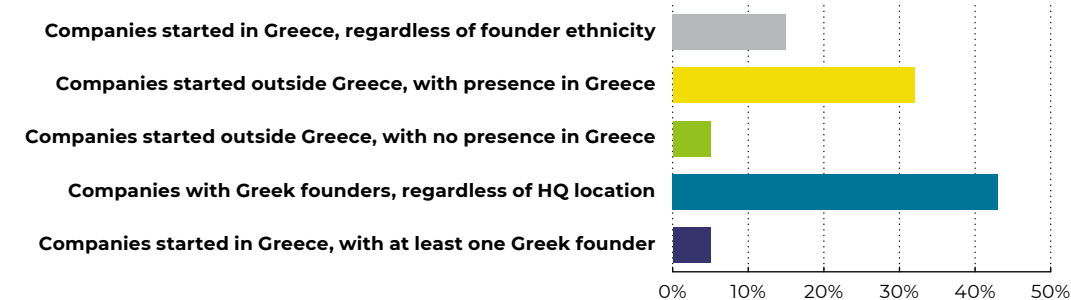 Companies started in Greece, regardless of founder ethnicity
Companies started outside Greece, with presence in Greece
Companies started outside Greece, with no presence in Greece
Companies with Greek founders, regardless of HQ location
Companies started in Greece, with at least one Greek founder
0% 10% 20% 30% 40% 50%